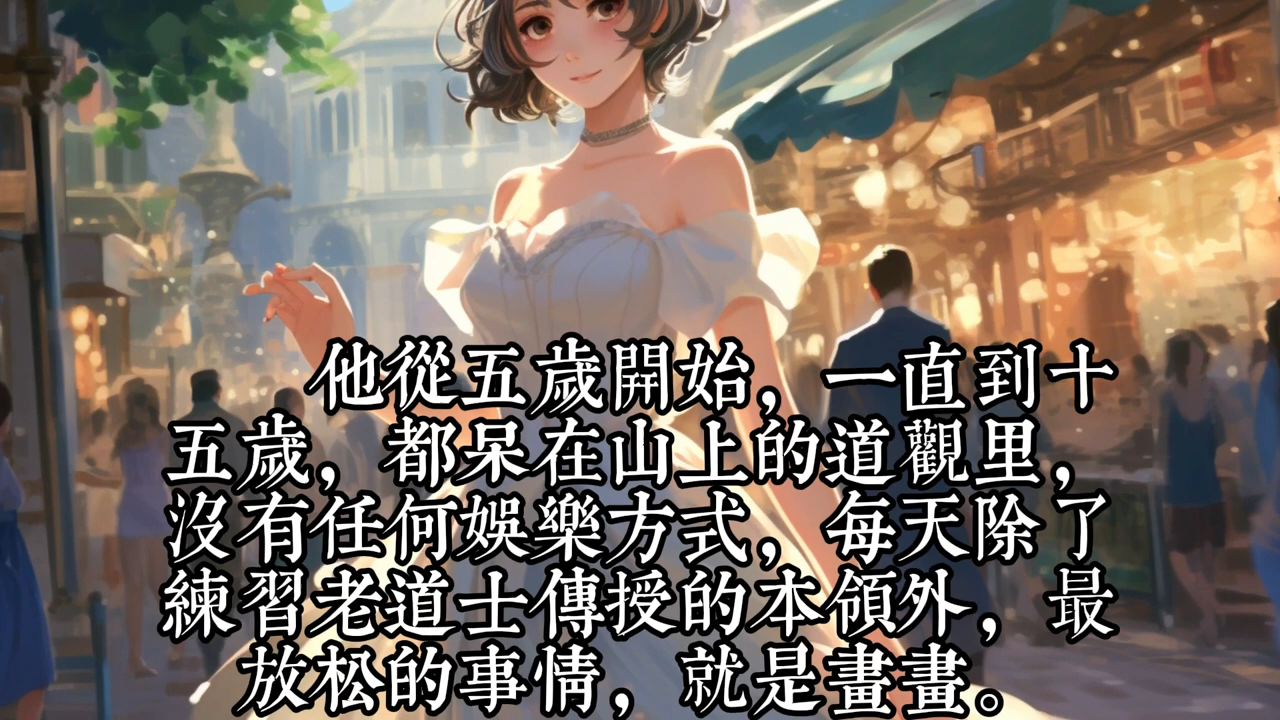 他從五歲開始，一直到十
五歲，都呆在山上的道觀里，
沒有任何娛樂方式，每天除了
練習老道士傳授的本領外，最
放松的事情，就是畫畫。